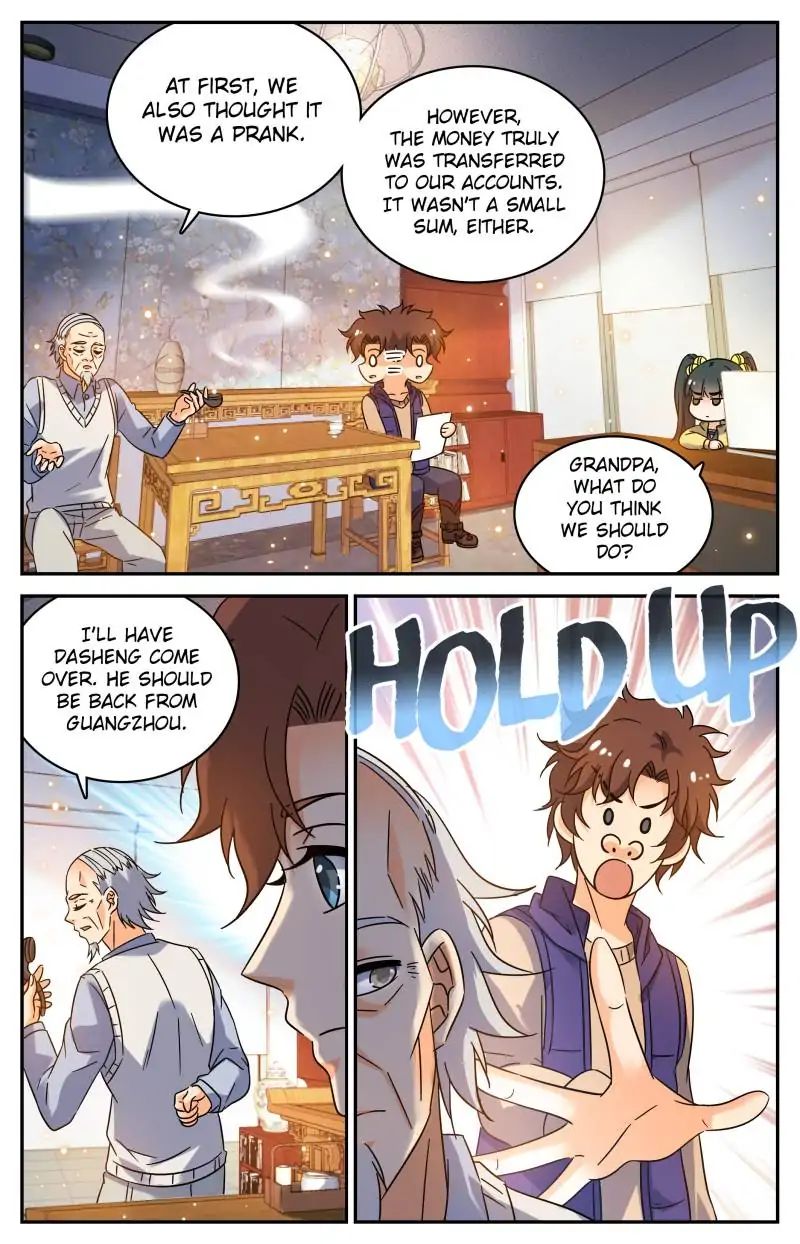 AT FIRST, WE
ALSO THOUGHT IT
WAS A PRANK.
HOWEVER,
THE MONEY TRULY
WAS TRANSFERRED
TO OUR ACCOUNTS.
IT WASN'T A SMALL
SUM, EITHER.
GRANDPA,
WHAT DO
YOU THINK
WE SHOULD
DO?
I'LL HAVE
DASHENG COME
OVER. HE SHOULD
BE BACK FROM
GUANGZHOU.
HOLD UP